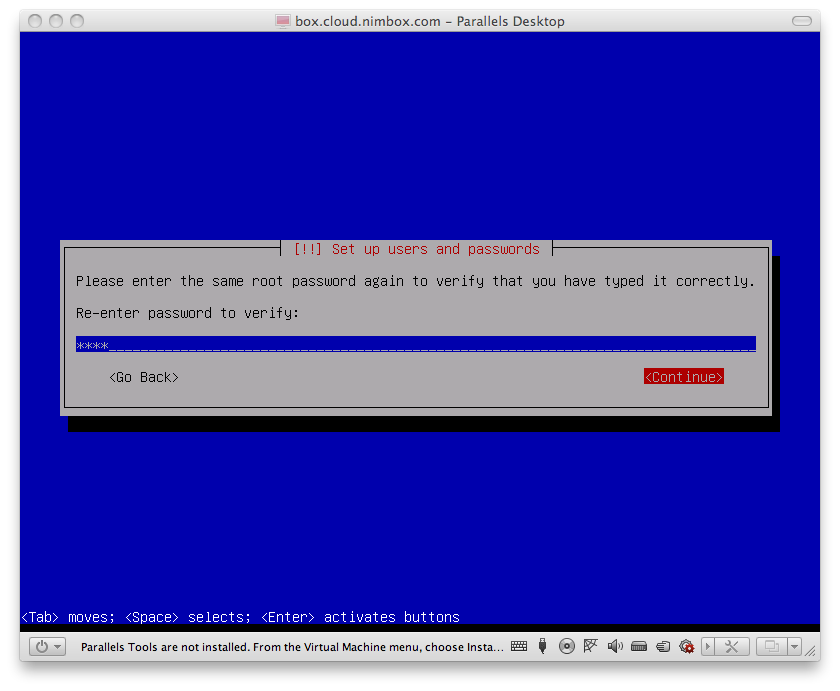 box.cloud.nimbox.com – Parallels Desktop
[!!] Set up users and passwords
Please enter the same root password again to verify that you have typed it correctly.
Re-enter password to verify:
****
<Go Back> <Continue>
<Tab> moves; <Space> selects; <Enter> activates buttons
Parallels Tools are not installed. From the Virtual Machine menu, choose Insta...